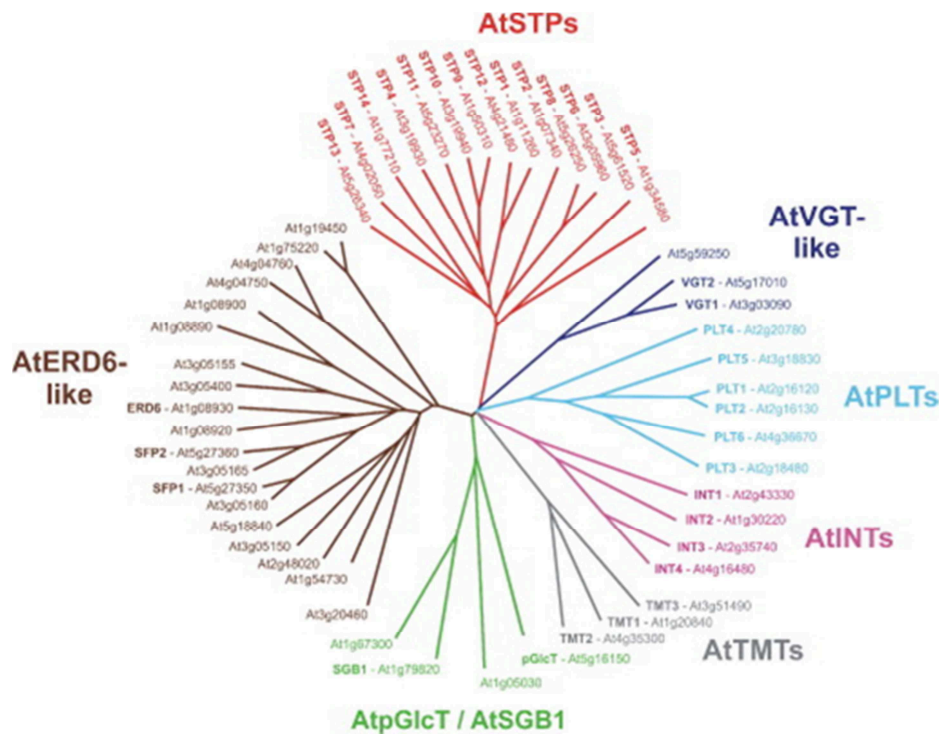 AtSTPs
STP13 - At5g26340
STP7 - At4g02050
STP14 - At1g77210
STP4 - At3g19930
STP11 - At5g23270
STP10 - At3g19940
STP9 - At1g50310
STP12 - At4g21480
STP1 - At1g11260
STP2 - At1g07340
STP8 - At5g26250
STP6 - At3g05960
STP3 - At5g61520
STP5 - At1g34580
AtVGT-
like
At5g59250
VGT2 - At5g17010
VGT1 - At3g03090
AtPLTs
PLT4 - At2g20780
PLT5 - At3g18830
PLT1 - At2g16120
PLT2 - At2g16130
PLT6 - At4g36670
PLT3 - At2g18480
AtINTs
INT1 - At2g43330
INT2 - At1g30220
INT3 - At2g35740
INT4 - At4g16480
AtTMTs
TMT3 - At3g51490
TMT1 - At1g20840
TMT2 - At4g35300
pGlcT - At5g16150
At1g05030
SGB1 - At1g79820
At1g67300
AtpGlcT / AtSGB1
AtERD6-
like
At1g19450
At1g75220
At4g04760
At4g04750
At1g08900
At1g08890
At3g05155
At3g05400
ERD6 - At1g08930
At1g08920
SFP2 - At5g27360
At3g05165
SFP1 - At5g27350
At3g05160
At5g18840
At3g05150
At2g48020
At1g54730
At3g20460